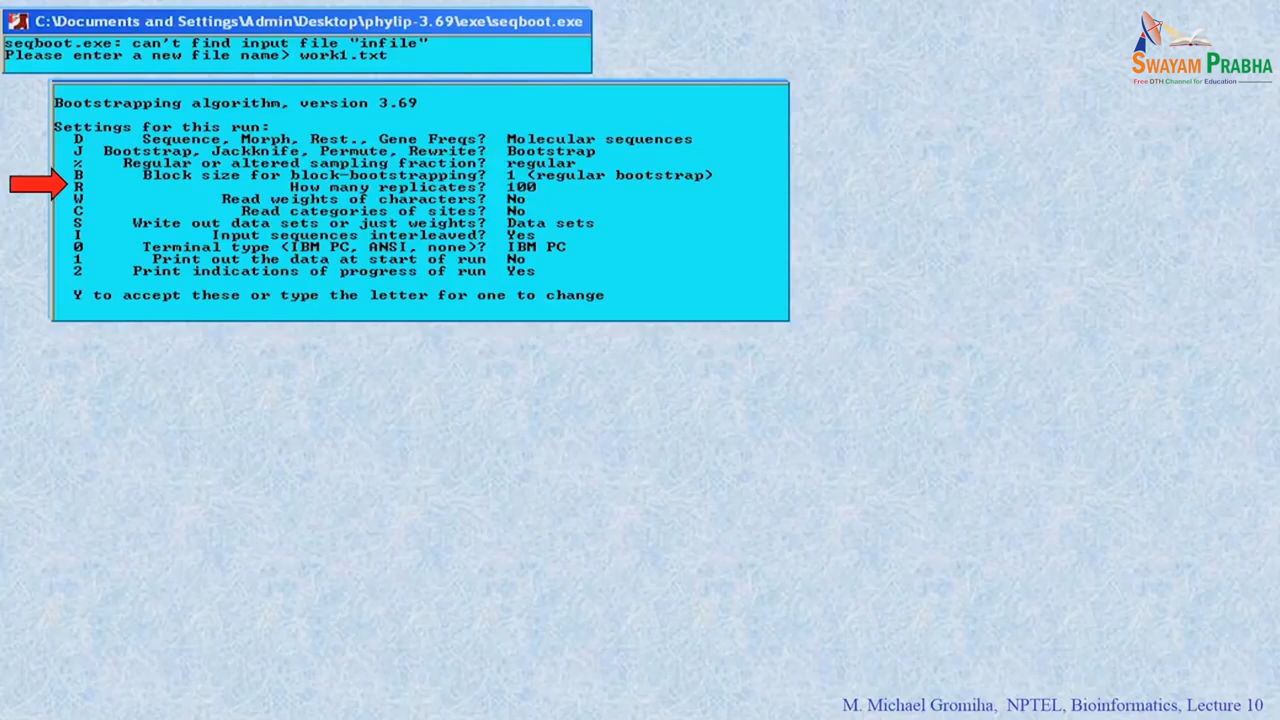 C:\Documents and Settings\Admin\Desktop\phylip-3.69\exe\seqboot.exe
seqboot.exe: can't find input file "infile"
Please enter a new file name> work1.txt
SWAYAM PRABHA
Free DTH Channel for Education
Bootstrapping algorithm, version 3.69
Settings for this run:
D Sequence, Morph, Rest., Gene Freqs? Molecular sequences
J Bootstrap, Jackknife, Permute, Rewrite? Bootstrap
% Regular or altered sampling fraction? regular
B Block size for block-bootstrapping? 1 (regular bootstrap)
R How many replicates? 100
W Read weights of characters? No
C Read categories of sites? No
S Write out data sets or just weights? Data sets
I Input sequences interleaved? Yes
0 Terminal type (IBM PC, ANSI, none)? IBM PC
1 Print out the data at start of run No
2 Print indications of progress of run Yes
Y to accept these or type the letter for one to change
M. Michael Gromiha, NPTEL, Bioinformatics, Lecture 10